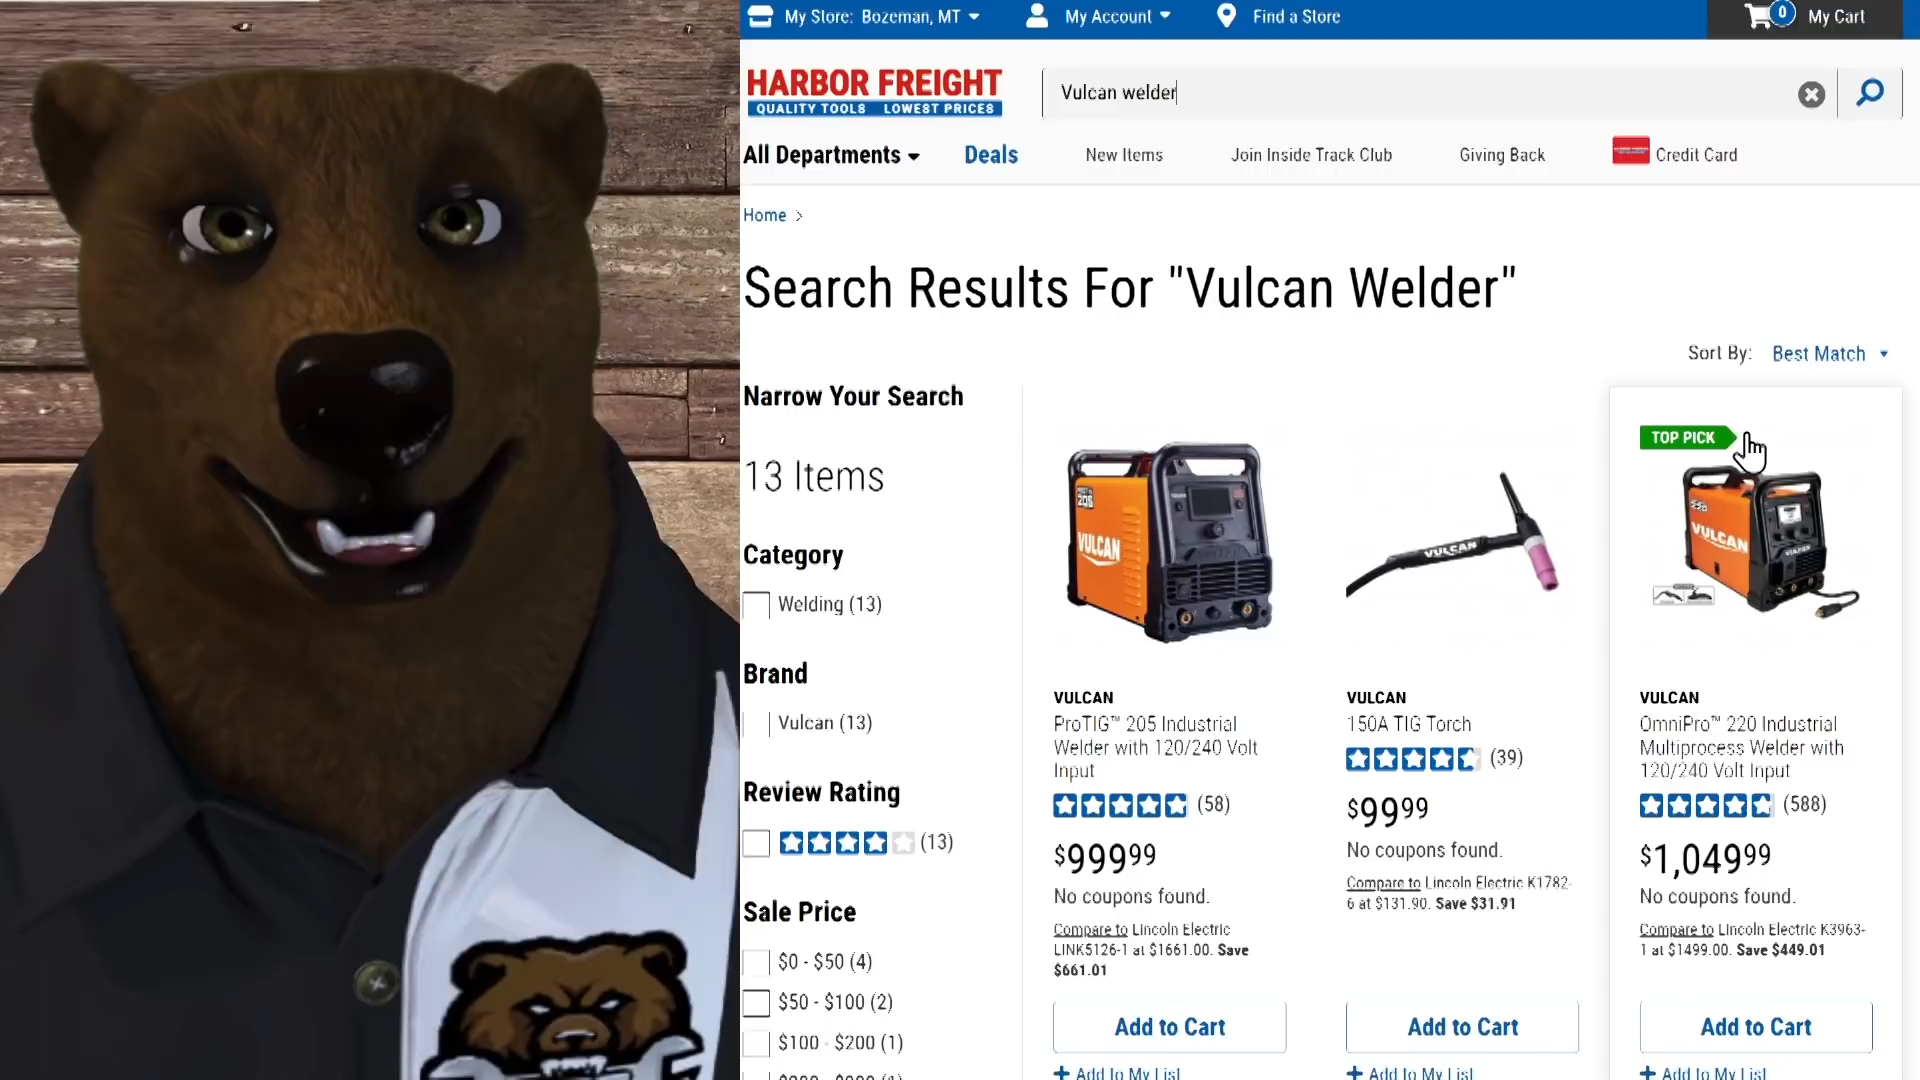 My Store: Bozeman, MT
My Account
Find a Store
0
My Cart
HARBOR FREIGHT
QUALITY TOOLS LOWEST PRICES
Vulcan welder
All Departments
Deals
New Items
Join Inside Track Club
Giving Back
Credit Card
Home >
Search Results For "Vulcan Welder"
Sort By: Best Match
Narrow Your Search
13 Items
Category
Welding (13)
Brand
Vulcan (13)
Review Rating
(13)
Sale Price
$0 - $50 (4)
$50 - $100 (2)
$100 - $200 (1)
VULCAN
VULCAN
ProTIG™ 205 Industrial
Welder with 120/240 Volt
Input
(58)
$999 99
No coupons found.
Compare to Lincoln Electric
LINK5126-1 at $1661.00. Save
$661.01
Add to Cart
+ Add to My List
VULCAN
VULCAN
150A TIG Torch
(39)
$99 99
No coupons found.
Compare to Lincoln Electric K1782-
6 at $131.90. Save $31.91
Add to Cart
+ Add to My List
TOP PICK
220
VULCAN
VULCAN
OmniPro™ 220 Industrial
Multiprocess Welder with
120/240 Volt Input
(588)
$1,049 99
No coupons found.
Compare to Lincoln Electric K3963-
1 at $1499.00. Save $449.01
Add to Cart
+ Add to My List